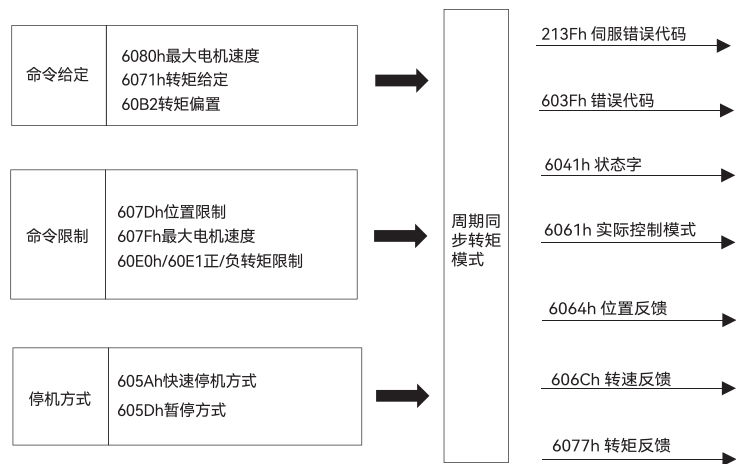 命令给定
6080h最大电机速度
6071h转矩给定
60B2转矩偏置
命令限制
607Dh位置限制
607Fh最大电机速度
60E0h/60E1正/负转矩限制
停机方式
605Ah快速停机方式
605Dh暂停方式
周期同
步转矩
模式
213Fh 伺服错误代码
603Fh 错误代码
6041h 状态字
6061h 实际控制模式
6064h 位置反馈
606Ch 转速反馈
6077h 转矩反馈